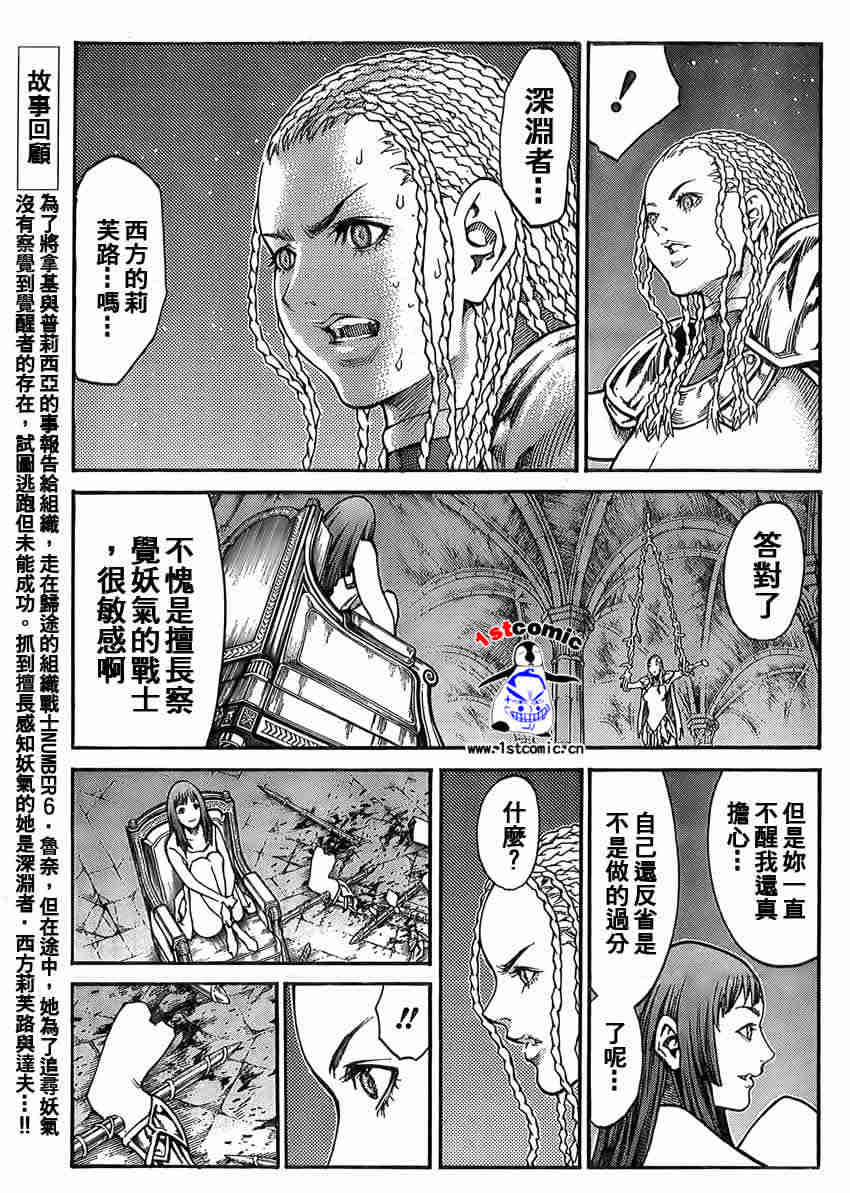 故事回顧
為了將拿基與普莉西亞的事報告給組織，走在歸途的組織戰士NUMBER6．魯奈，但在途中，她為了追尋妖氣
沒有察覺到覺醒者的存在，試圖逃跑但未能成功。抓到擅長感知妖氣的她是深淵者．西方莉芙路與達夫…!!
！
深淵者…
西方的莉
芙路…嗎…
答對了
不愧是擅長察
覺妖氣的戰士
，很敏感啊
1stcomic
www.1stcomic.cn
但是妳一直
不醒我還真
擔心…
自己還反省是
不是做的過分
了呢…
什麼？
!!